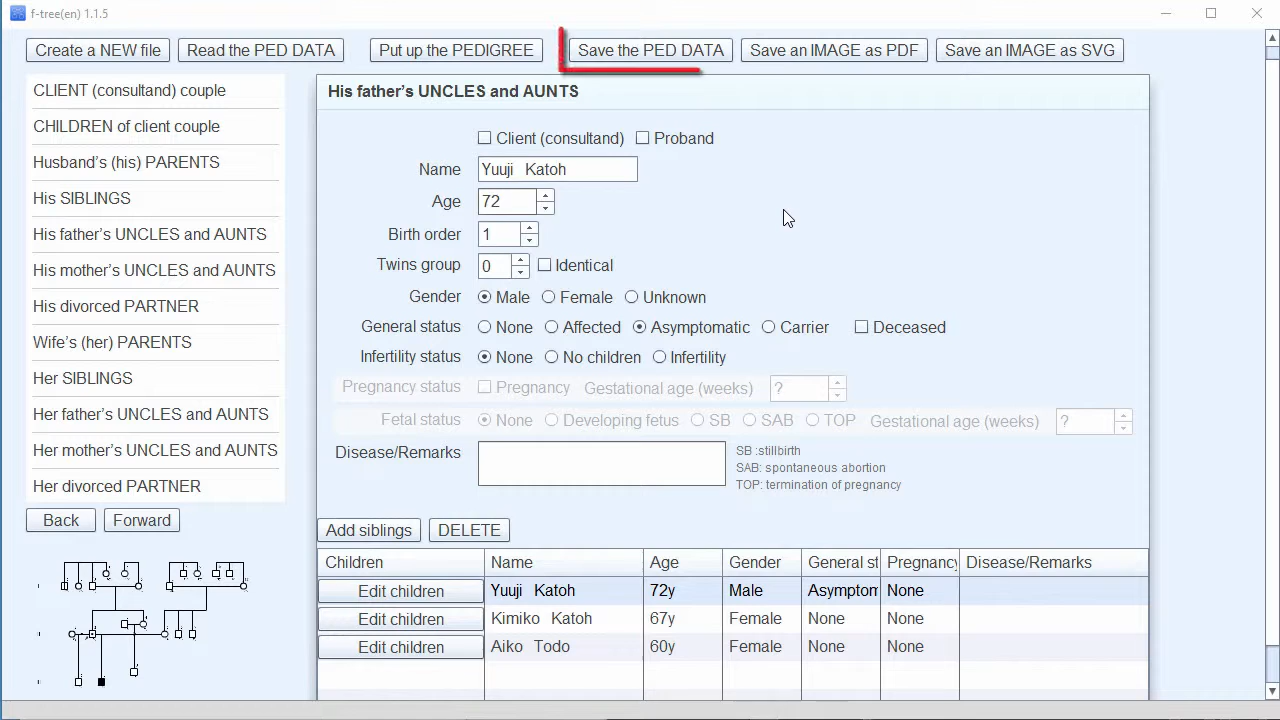 f-tree(en) 1.1.5
Create a NEW file Read the PED DATA Put up the PEDIGREE Save the PED DATA Save an IMAGE as PDF Save an IMAGE as SVG
CLIENT (consultand) couple
CHILDREN of client couple
Husband's (his) PARENTS
His SIBLINGS
His father's UNCLES and AUNTS
His mother's UNCLES and AUNTS
His divorced PARTNER
Wife's (her) PARENTS
Her SIBLINGS
Her father's UNCLES and AUNTS
Her mother's UNCLES and AUNTS
Her divorced PARTNER
Back Forward
His father's UNCLES and AUNTS
Client (consultand) Proband
Name Yuuji Katoh
Age 72
Birth order 1
Twins group 0 Identical
Gender Male Female Unknown
General status None Affected Asymptomatic Carrier Deceased
Infertility status None No children Infertility
Pregnancy status Pregnancy Gestational age (weeks) ?
Fetal status None Developing fetus SB SAB TOP Gestational age (weeks) ?
Disease/Remarks
SB :stillbirth
SAB: spontaneous abortion
TOP: termination of pregnancy
Add siblings DELETE
Children Name Age Gender General st Pregnancy Disease/Remarks
Edit children Yuuji Katoh 72y Male Asymptom None
Edit children Kimiko Katoh 67y Female None None
Edit children Aiko Todo 60y Female None None